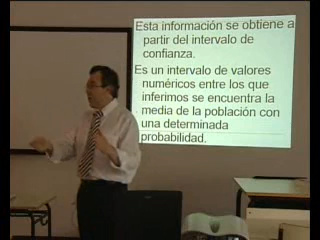 Esta información se obtiene a
partir del intervalo de
confianza.
Es un intervalo de valores
numéricos entre los que
inferimos se encuentra la
media de la población con
una determinada
probabilidad.